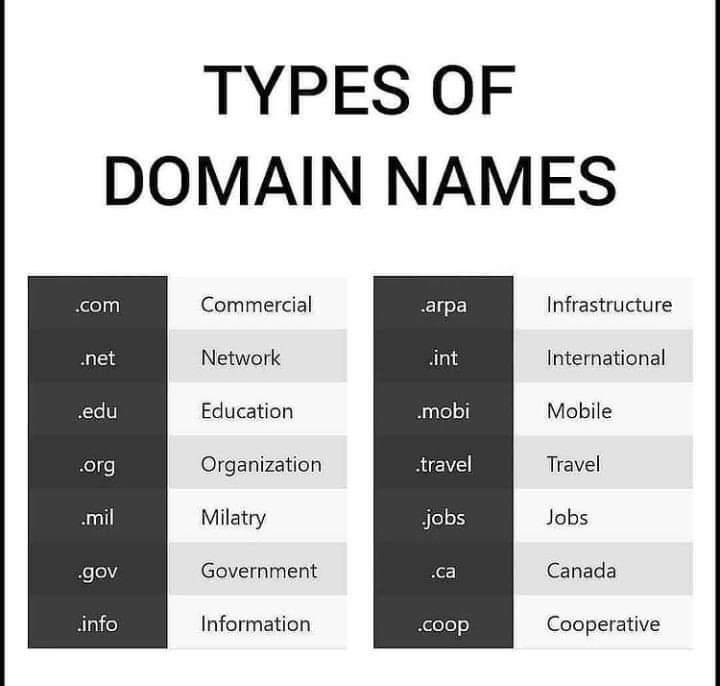 TYPES OF
DOMAIN NAMES
.com Commercial
.net Network
.edu Education
.org Organization
.mil Milatry
.gov Government
.info Information
.arpa Infrastructure
.int International
.mobi Mobile
.travel Travel
.jobs Jobs
.ca Canada
.coop Cooperative